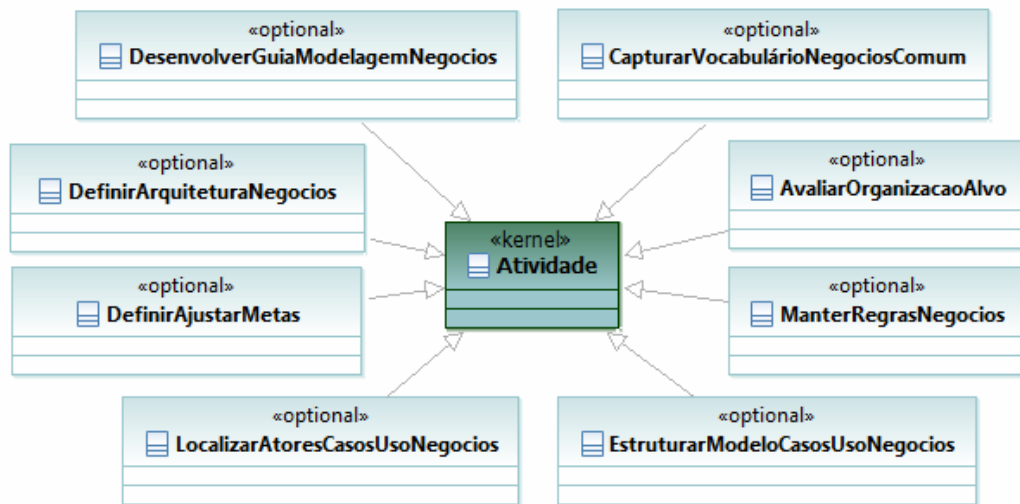 «optional»
DesenvolverGuiaModelagemNegocios
«optional»
CapturarVocabulárioNegociosComum
«optional»
DefinirArquiteturaNegocios
«optional»
AvaliarOrganizacaoAlvo
«kernel»
Atividade
«optional»
DefinirAjustarMetas
«optional»
ManterRegrasNegocios
«optional»
LocalizarAtoresCasosUsoNegocios
«optional»
EstruturarModeloCasosUsoNegocios